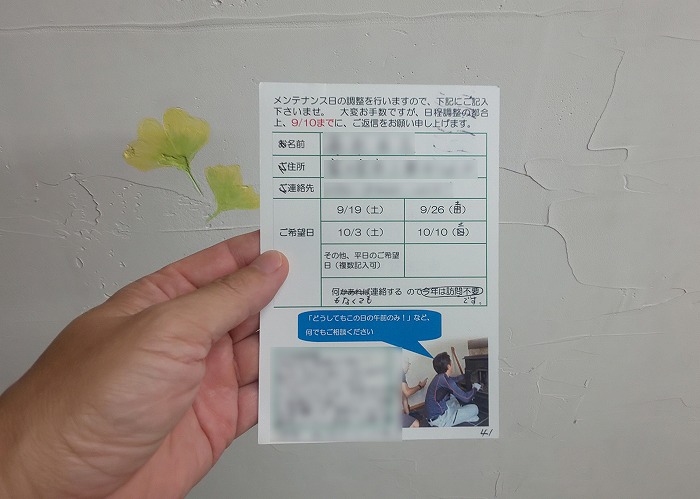 メンテナンス日の調整を行いますので、下記にご記入
下さいませ。　大変お手数ですが、日程調整の都合
上、9/10までに、ご返信をお願い申し上げます。
お名前
ご住所
ご連絡先
ご希望日
9/19（土）
9/26（日）土
10/3（土）
10/10（日）土
その他、平日のご希望
日（複数記入可）
何かあれば連絡する ので今年は訪問不要
もなくても です。
「どうしてもこの日の午前のみ！」など、
何でもご相談ください
41